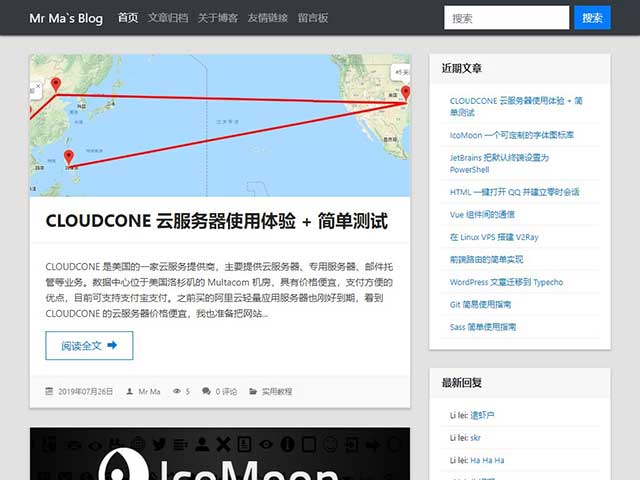 Mr Ma`s Blog 首页 文章归档 关于博客 友情链接 留言板 搜索 搜索
近期文章
CLOUDCONE 云服务器使用体验 + 简单测试
CLOUDCONE 是美国的一家云服务提供商，主要提供云服务器、专用服务器、邮件托
管等业务。数据中心位于美国洛杉矶的 Multacom 机房，具有价格便宜，支付方便的
优点，目前可支持支付宝支付。之前买的阿里云轻量应用服务器也刚好到期，看到
CLOUDCONE 的云服务器价格便宜，我也准备把网站...
阅读全文
2019年07月26日 Mr Ma 5 0 评论 实用教程
IcoMoon
CLOUDCONE 云服务器使用体验 + 简
单测试
IcoMoon 一个可定制的字体图标库
JetBrains 把默认终端设置为
PowerShell
HTML 一键打开 QQ 并建立零时会话
Vue 组件间的通信
在 Linux VPS 搭建 V2Ray
前端路由的简单实现
WordPress 文章迁移到 Typecho
Git 简易使用指南
Sass 简单使用指南
最新回复
Li lei: 逮虾户
Li lei: skr
Li lei: Ha Ha Ha